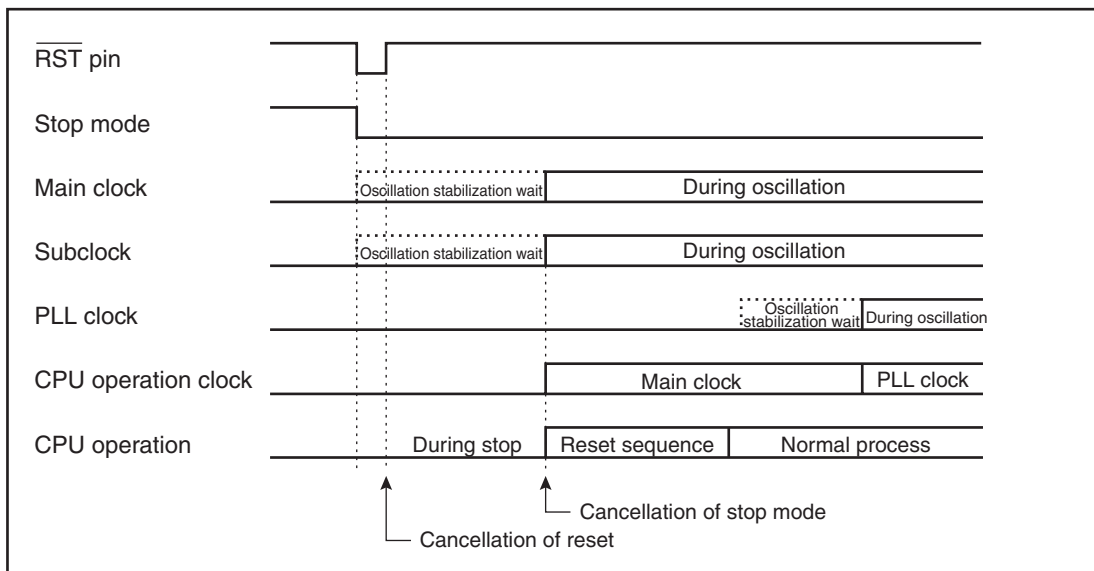 RST pin
Stop mode
Main clock
Oscillation stabilization wait
During oscillation
Subclock
Oscillation stabilization wait
During oscillation
PLL clock
Oscillation
stabilization wait
During oscillation
CPU operation clock
Main clock
PLL clock
CPU operation
During stop
Reset sequence
Normal process
Cancellation of stop mode
Cancellation of reset